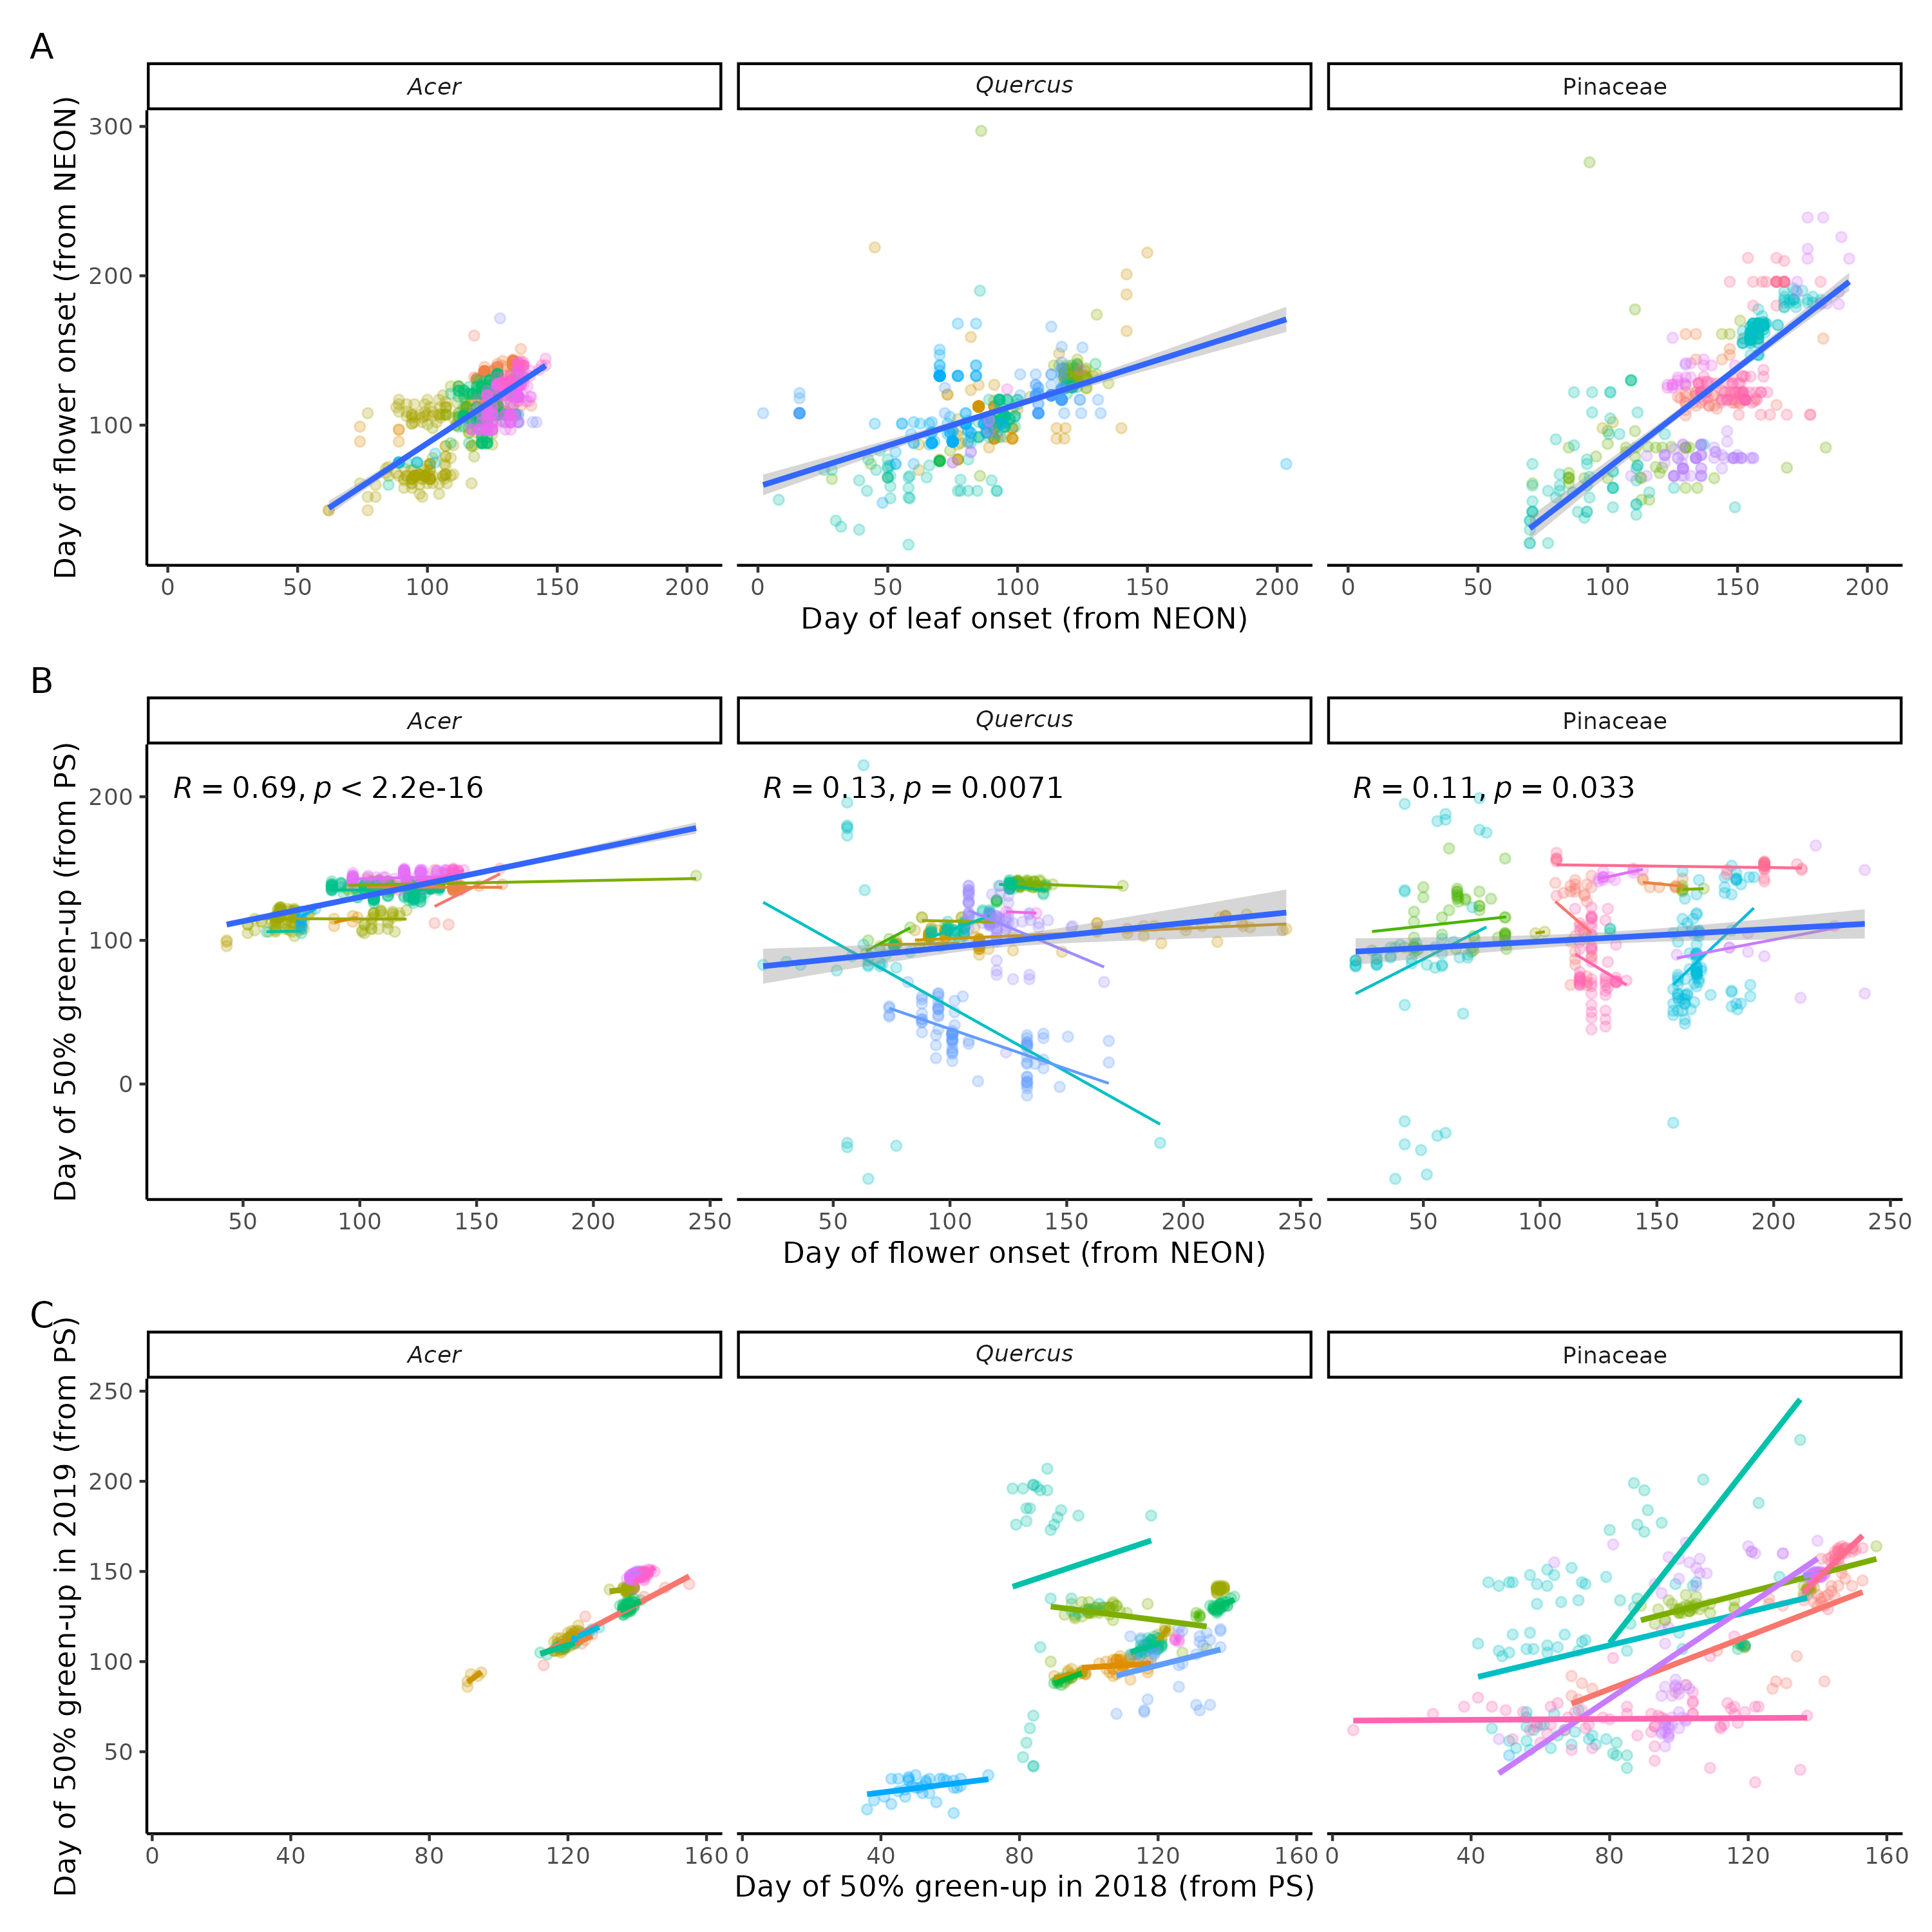 A
Acer
Quercus
Pinaceae
Day of flower onset (from NEON)
300
200
100
0 50 100 150 200
0 50 100 150 200
0 50 100 150 200
Day of leaf onset (from NEON)
B
Acer
Quercus
Pinaceae
Day of 50% green-up (from PS)
R = 0.69, p < 2.2e-16
R = 0.13, p = 0.0071
R = 0.11, p = 0.033
200
100
0
50 100 150 200 250
50 100 150 200 250
50 100 150 200 250
Day of flower onset (from NEON)
C
Acer
Quercus
Pinaceae
Day of 50% green-up in 2019 (from PS)
250
200
150
100
50
0 40 80 120 160
0 40 80 120 160
0 40 80 120 160
Day of 50% green-up in 2018 (from PS)